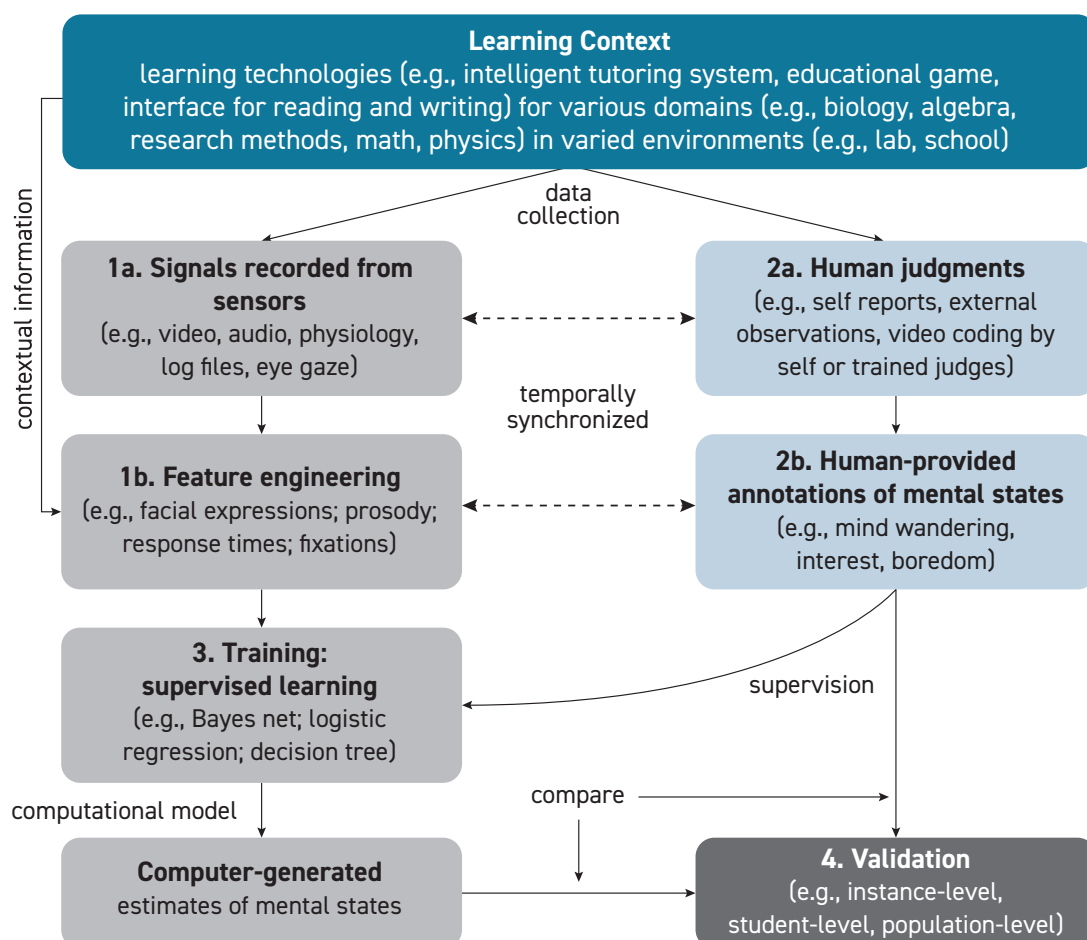 Learning Context
learning technologies (e.g., intelligent tutoring system, educational game,
interface for reading and writing) for various domains (e.g., biology, algebra,
research methods, math, physics) in varied environments (e.g., lab, school)
data
collection
contextual information
1a. Signals recorded from
sensors
(e.g., video, audio, physiology,
log files, eye gaze)
2a. Human judgments
(e.g., self reports, external
observations, video coding by
self or trained judges)
temporally
synchronized
1b. Feature engineering
(e.g., facial expressions; prosody;
response times; fixations)
2b. Human-provided
annotations of mental states
(e.g., mind wandering,
interest, boredom)
3. Training:
supervised learning
(e.g., Bayes net; logistic
regression; decision tree)
supervision
computational model
compare
Computer-generated
estimates of mental states
4. Validation
(e.g., instance-level,
student-level, population-level)